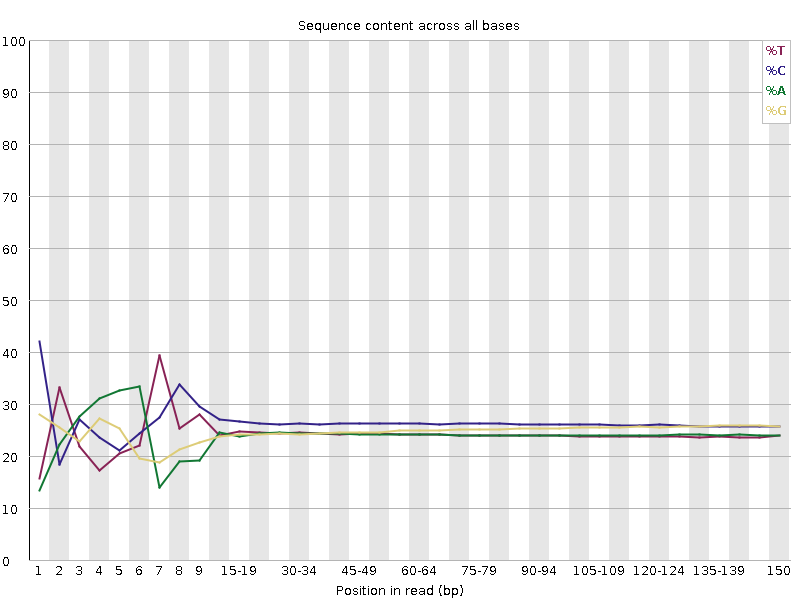 Sequence content across all bases
100
90
80
70
60
50
40
30
20
10
0
%T
%C
%A
%G
1 2 3 4 5 6 7 8 9 15-19 30-34 45-49 60-64 75-79 90-94 105-109 120-124 135-139 150
Position in read (bp)